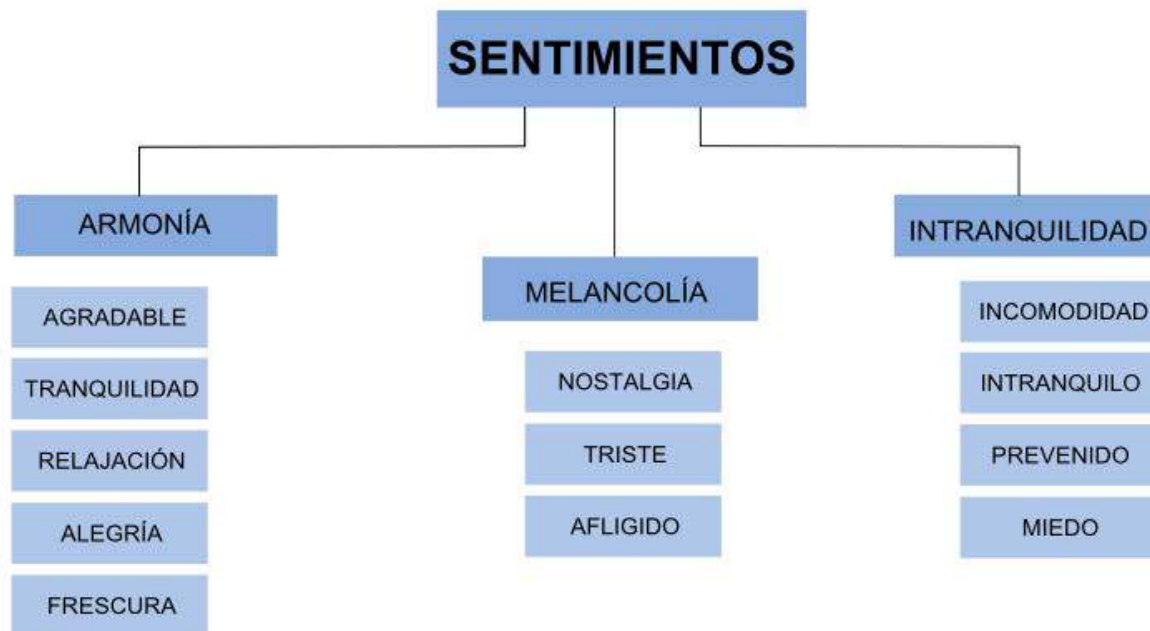 SENTIMIENTOS
ARMONÍA
AGRADABLE
TRANQUILIDAD
RELAJACIÓN
ALEGRÍA
FRESCURA
MELANCOLÍA
NOSTALGIA
TRISTE
AFLIGIDO
INTRANQUILIDAD
INCOMODIDAD
INTRANQUILO
PREVENIDO
MIEDO